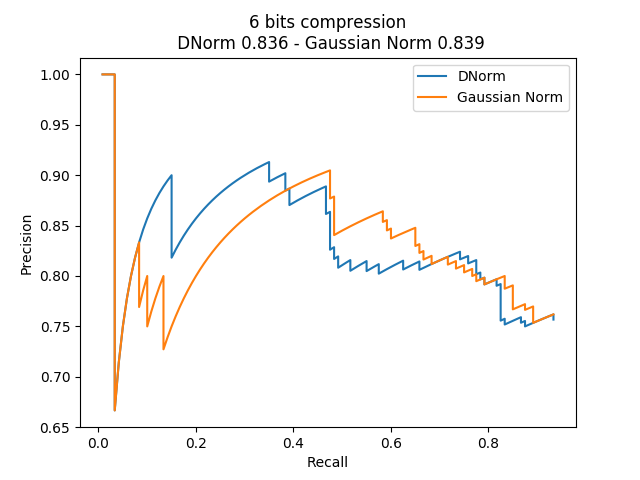 6 bits compression
DNorm 0.836 - Gaussian Norm 0.839
DNorm
Gaussian Norm
Precision
1.00
0.95
0.90
0.85
0.80
0.75
0.70
0.65
0.0 0.2 0.4 0.6 0.8
Recall